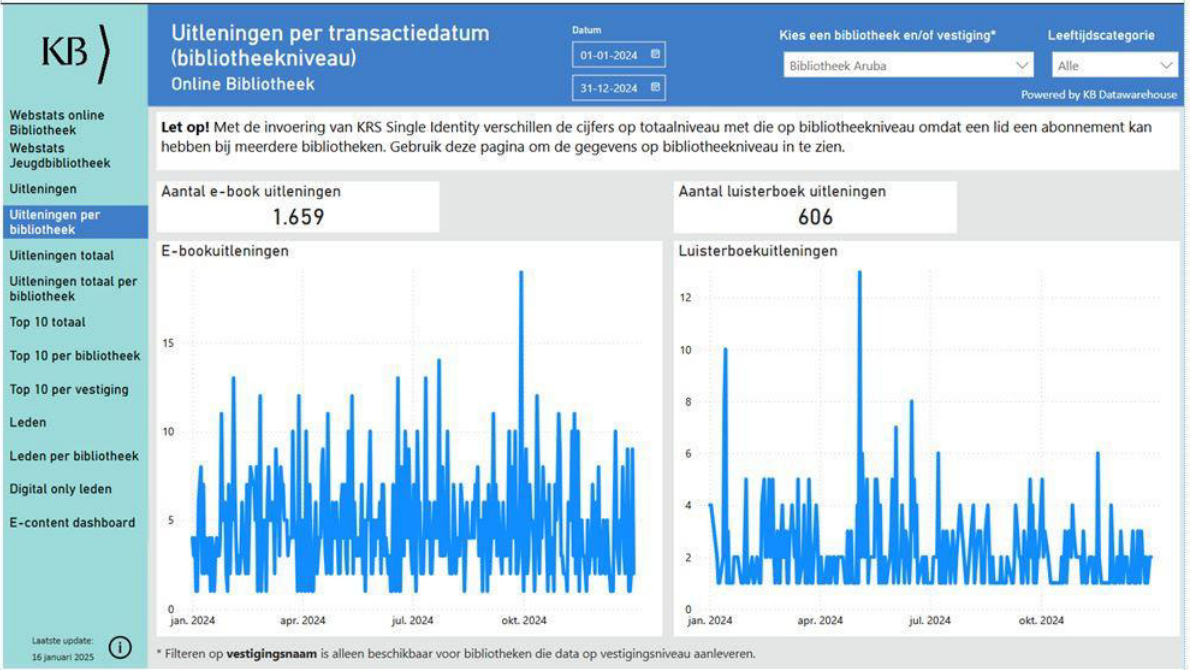 KB
Uitleningen per transactiedatum
(bibliotheekniveau)
Online Bibliotheek
Datum
01-01-2024
31-12-2024
Kies een bibliotheek en/of vestiging*
Bibliotheek Aruba
Leeftijdscategorie
Alle
Powered by KB Datawarehouse
Webstats online
Bibliotheek
Webstats
Jeugdbibliotheek
Uitleningen
Uitleningen per
bibliotheek
Uitleningen totaal
Uitleningen totaal per
bibliotheek
Top 10 totaal
Top 10 per bibliotheek
Top 10 per vestiging
Leden
Leden per bibliotheek
Digital only leden
E-content dashboard
Laatste update:
16 januari 2025
i
Let op! Met de invoering van KRS Single Identity verschillen de cijfers op totaalniveau met die op bibliotheekniveau omdat een lid een abonnement kan
hebben bij meerdere bibliotheken. Gebruik deze pagina om de gegevens op bibliotheekniveau in te zien.
Aantal e-book uitleningen
1.659
Aantal luisterboek uitleningen
606
E-bookuitleningen
15
10
5
0
jan. 2024 apr. 2024 jul. 2024 okt. 2024
Luisterboekuitleningen
12
10
8
6
4
2
0
jan. 2024 apr. 2024 jul. 2024 okt. 2024
* Filteren op vestigingsnaam is alleen beschikbaar voor bibliotheken die data op vestigingsniveau aanleveren.